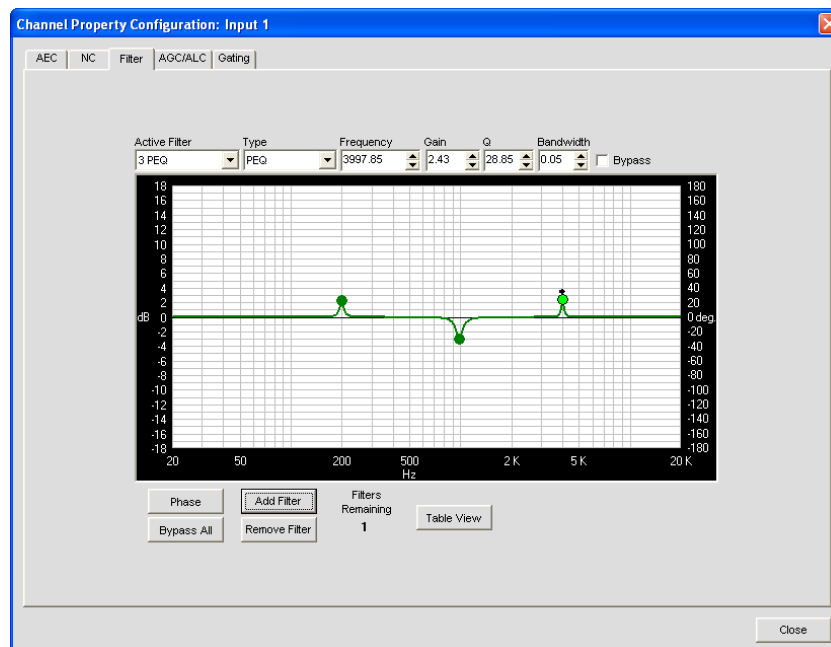 Channel Property Configuration: Input 1
AEC NC Filter AGC/ALC Gating
Active Filter Type Frequency Gain Q Bandwidth
3 PEQ PEQ 3997.85 2.43 28.85 0.05 Bypass
18 180
16 160
14 140
12 120
10 100
8 80
6 60
4 40
2 20
dB 0 0 deg.
-2 -20
-4 -40
-6 -60
-8 -80
-10 -100
-12 -120
-14 -140
-16 -160
-18 -180
20 50 200 500 2 K 5 K 20 K
Hz
Phase Add Filter Filters
Remaining
Bypass All Remove Filter 1 Table View
Close